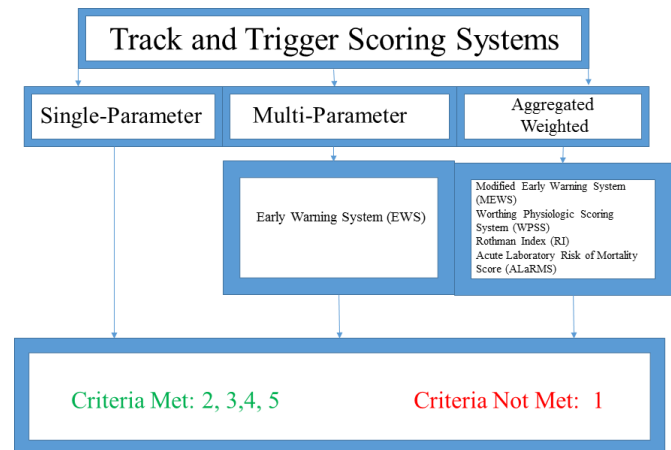 Track and Trigger Scoring Systems
Single-Parameter
Multi-Parameter
Aggregated
Weighted
Early Warning System (EWS)
Modified Early Warning System
(MEWS)
Worthing Physiologic Scoring
System (WPSS)
Rothman Index (RI)
Acute Laboratory Risk of Mortality
Score (ALaRMS)
Criteria Met: 2, 3,4, 5
Criteria Not Met: 1